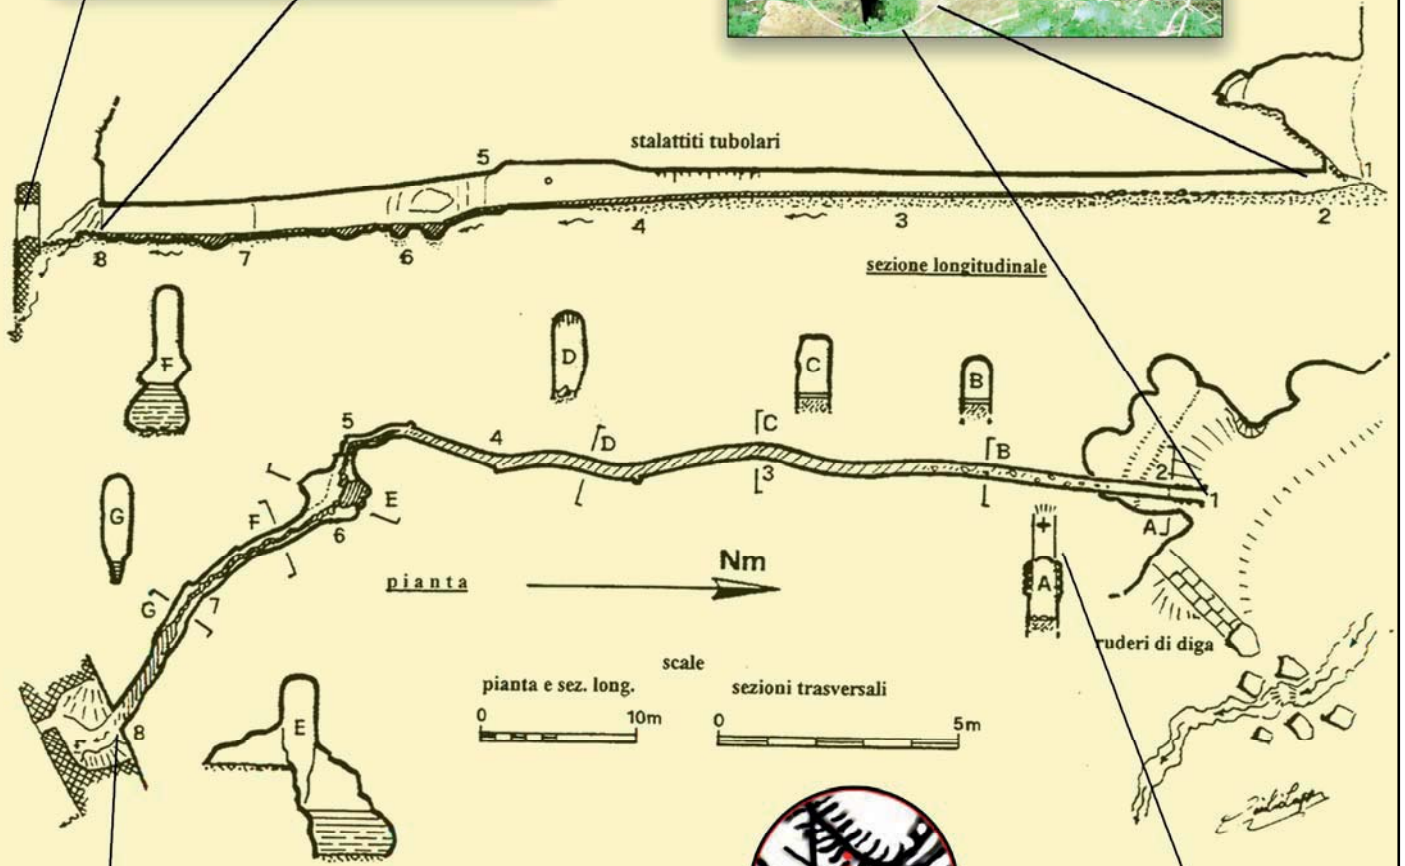 stalattiti tubolari
5
1
8
7
6
4
3
2
sezione longitudinale
F
D
C
B
5
4
D
C
3
B
2
1
G
F
E
6
A
A
Nm
pianta
G
7
ruderi di diga
scale
pianta e sez. long.
sezioni trasversali
0
10m
0
5m
8
E